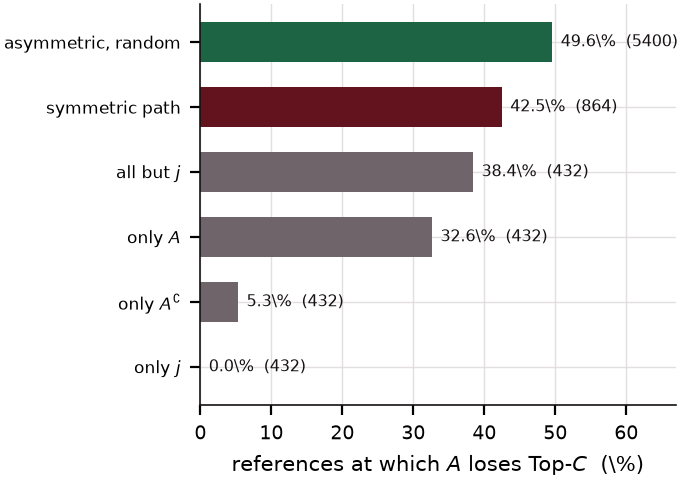 asymmetric, random 49.6\% (5400)
symmetric path 42.5\% (864)
all but j 38.4\% (432)
only A 32.6\% (432)
only A^∁ 5.3\% (432)
only j 0.0\% (432)
0 10 20 30 40 50 60
references at which A loses Top-C (\%)